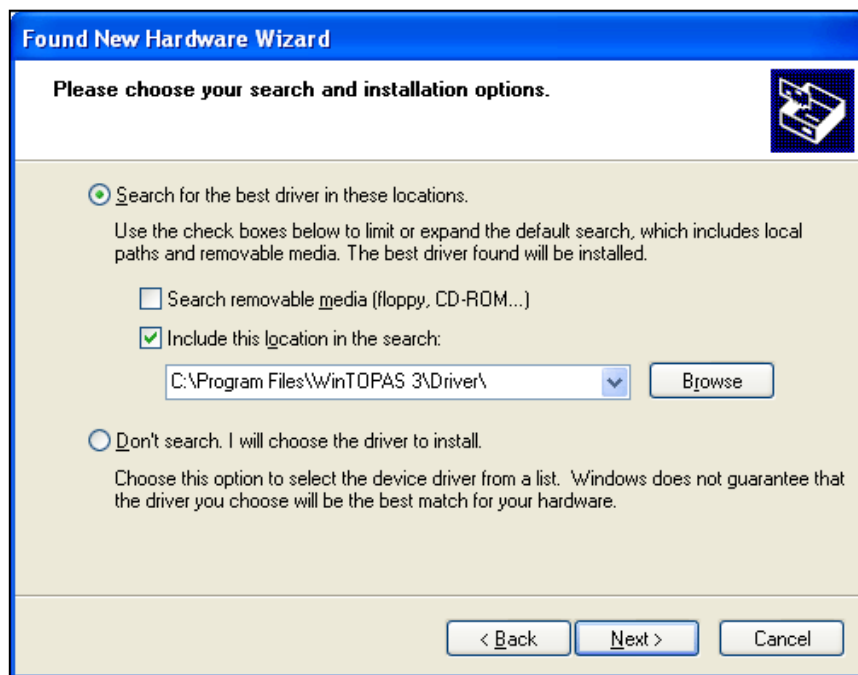 Found New Hardware Wizard
Please choose your search and installation options.
Search for the best driver in these locations.
Use the check boxes below to limit or expand the default search, which includes local
paths and removable media. The best driver found will be installed.
Search removable media (floppy, CD-ROM...)
Include this location in the search:
C:\Program Files\WinTOPAS 3\Driver\
Browse
Don't search. I will choose the driver to install.
Choose this option to select the device driver from a list. Windows does not guarantee that
the driver you choose will be the best match for your hardware.
< Back Next > Cancel